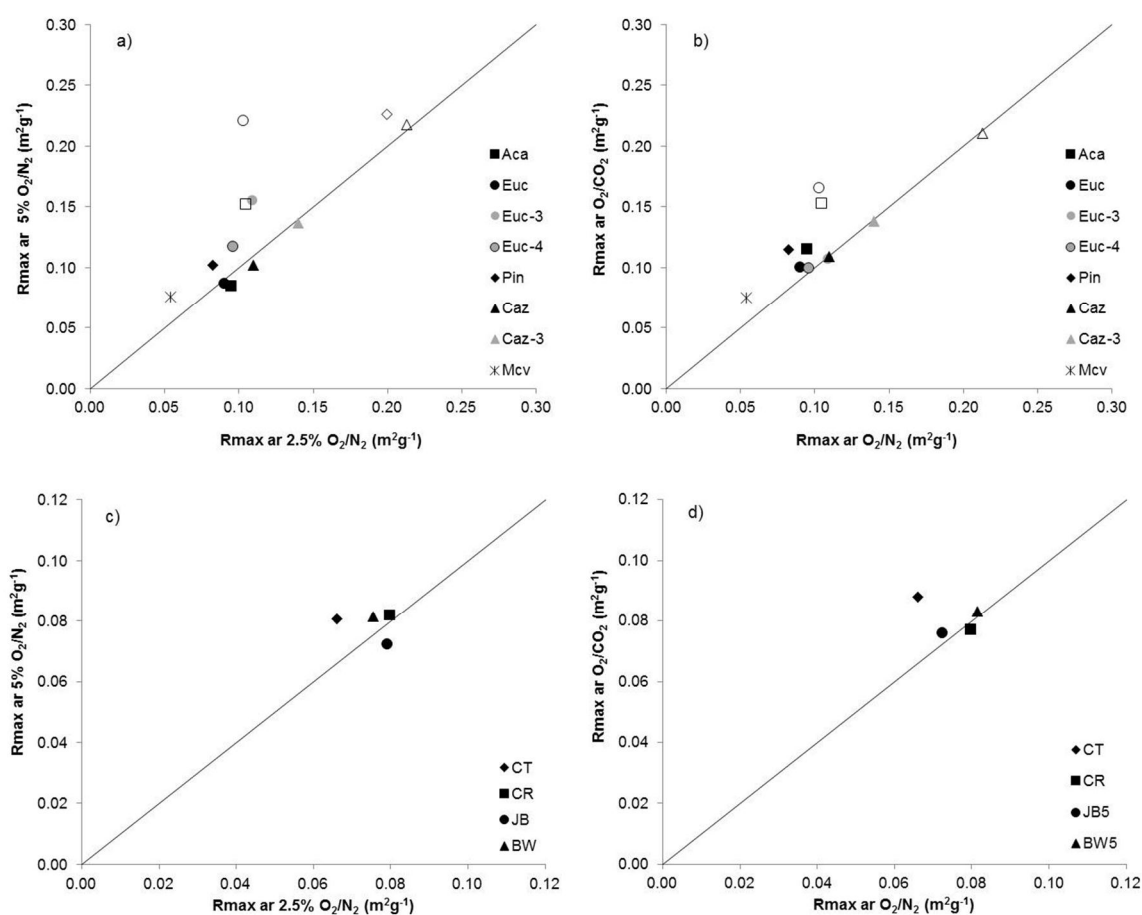 a)
Rmax ar 5% O₂/N₂ (m²g⁻¹)
0.30
0.25
0.20
0.15
0.10
0.05
0.00
0.00 0.05 0.10 0.15 0.20 0.25 0.30
Rmax ar 2.5% O₂/N₂ (m²g⁻¹)
Aca
Euc
Euc-3
Euc-4
Pin
Caz
Caz-3
Mcv
b)
Rmax ar O₂/CO₂ (m²g⁻¹)
0.30
0.25
0.20
0.15
0.10
0.05
0.00
0.00 0.05 0.10 0.15 0.20 0.25 0.30
Rmax ar O₂/N₂ (m²g⁻¹)
Aca
Euc
Euc-3
Euc-4
Pin
Caz
Caz-3
Mcv
c)
Rmax ar 5% O₂/N₂ (m²g⁻¹)
0.12
0.10
0.08
0.06
0.04
0.02
0.00
0.00 0.02 0.04 0.06 0.08 0.10 0.12
Rmax ar 2.5% O₂/N₂ (m²g⁻¹)
CT
CR
JB
BW
d)
Rmax ar O₂/CO₂ (m²g⁻¹)
0.12
0.10
0.08
0.06
0.04
0.02
0.00
0.00 0.02 0.04 0.06 0.08 0.10 0.12
Rmax ar O₂/N₂ (m²g⁻¹)
CT
CR
JB5
BW5